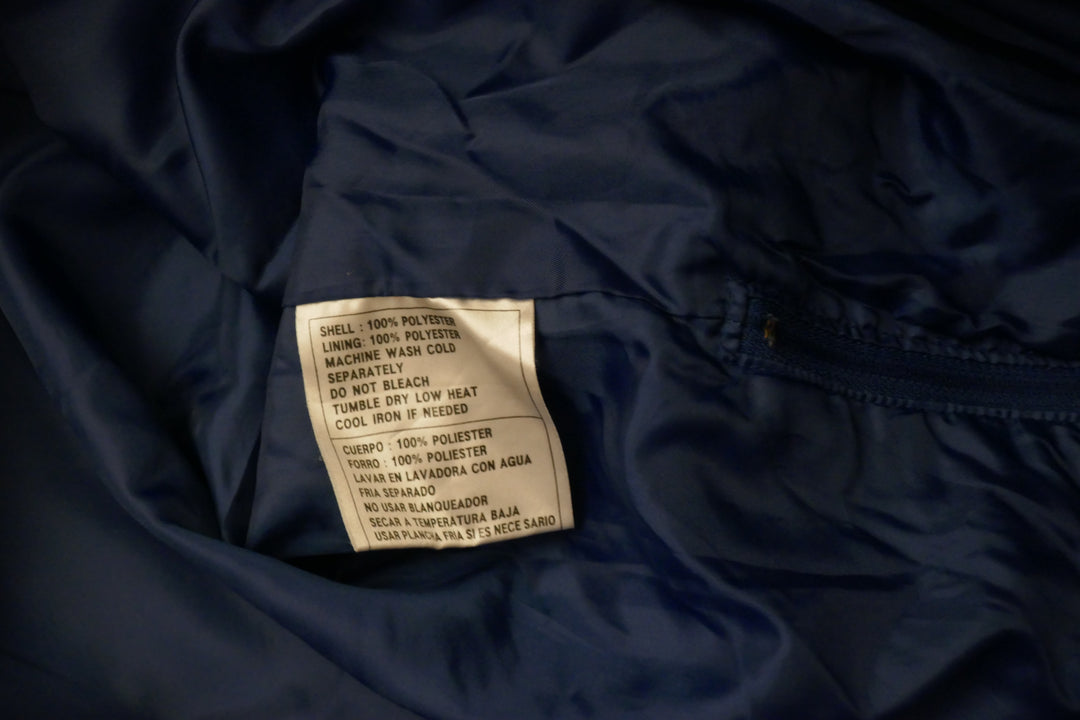 SHELL : 100% POLYESTER
LINING: 100% POLYESTER
MACHINE WASH COLD
SEPARATELY
DO NOT BLEACH
TUMBLE DRY LOW HEAT
COOL IRON IF NEEDED
CUERPO : 100% POLIESTER
FORRO : 100% POLIESTER
LAVAR EN LAVADORA CON AGUA
FRIA SEPARADO
NO USAR BLANQUEADOR
SECAR A TEMPERATURA BAJA
USAR PLANCHA FRIA SI ES NECE SARIO